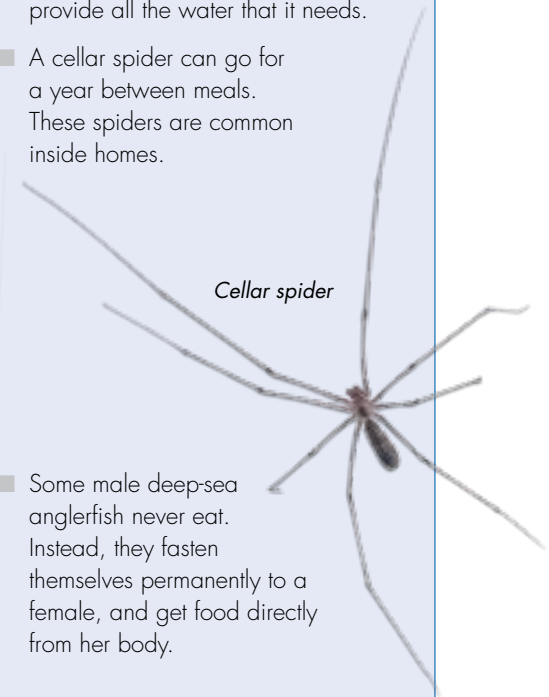 provide all the water that it needs.
A cellar spider can go for
a year between meals.
These spiders are common
inside homes.
Cellar spider
Some male deep-sea
anglerfish never eat.
Instead, they fasten
themselves permanently to a
female, and get food directly
from her body.